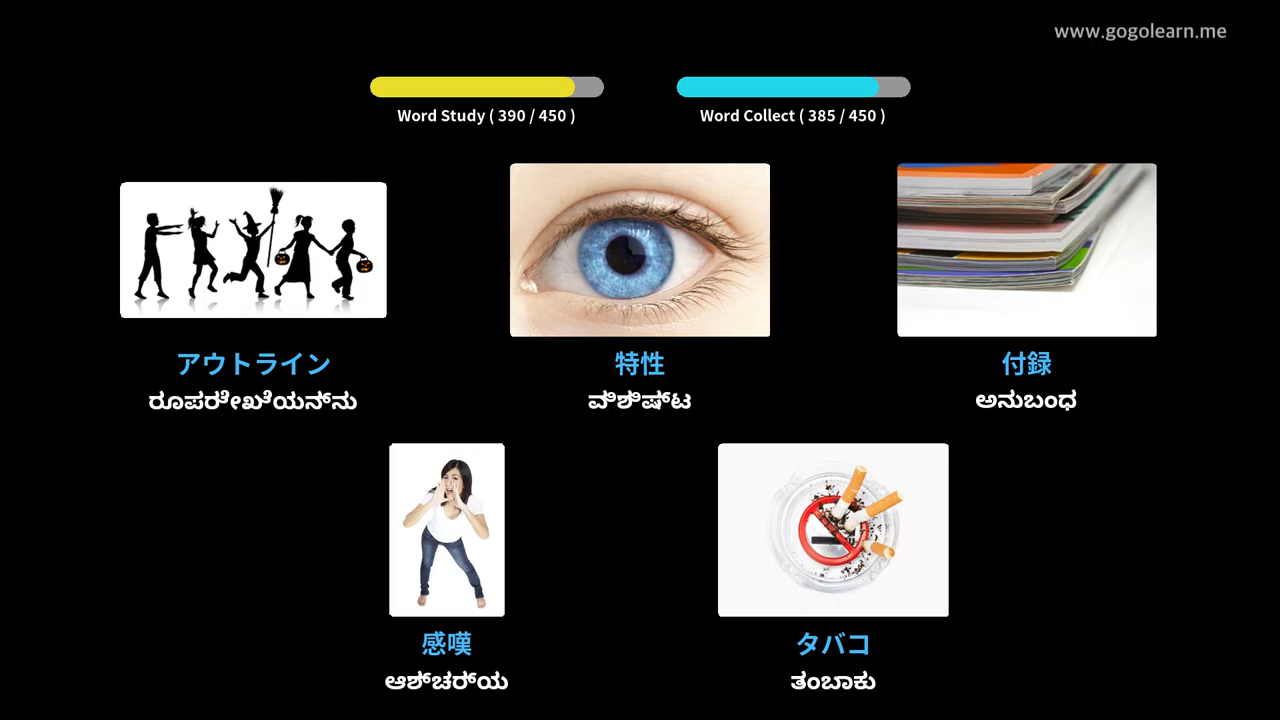 www.gogolearn.me
Word Study ( 390 / 450 )
Word Collect ( 385 / 450 )
アウトライン
ರೂಪರೇಖೆಯನ್ನು
特性
ವಿಶಿಷ್ಟ
付録
ಅನುಬಂಧ
感嘆
ಆಶ್ಚರ್ಯ
タバコ
ತಂಬಾಕು